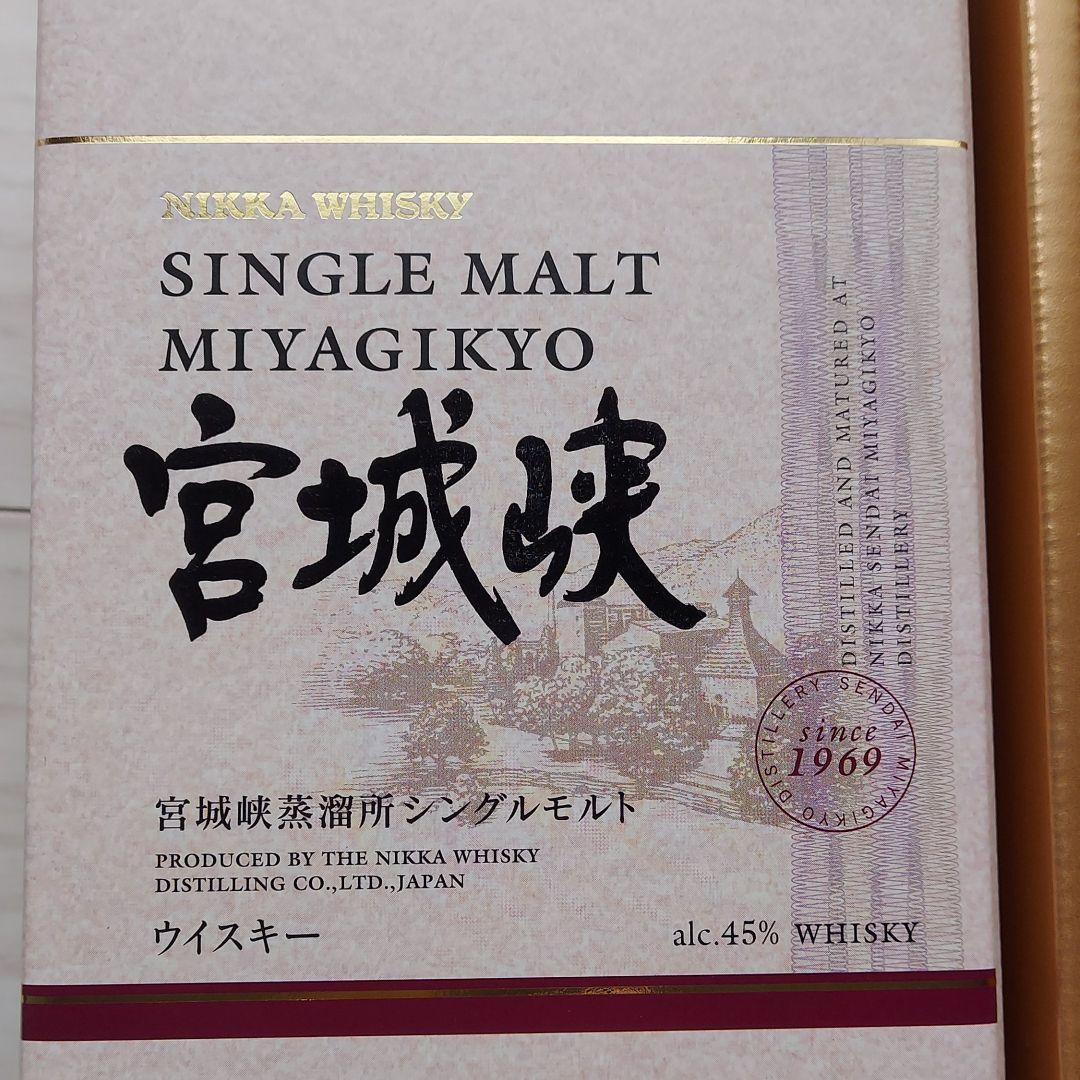 NIKKA WHISKY
SINGLE MALT
MIYAGIKYO
宮城峡
DISTILLED AND MATURED AT
NIKKA SENDAI MIYAGIKYO
DISTILLERY
DISTILLERY SENDAI MIYAGIKYO
since
1969
宮城峡蒸溜所シングルモルト
PRODUCED BY THE NIKKA WHISKY
DISTILLING CO.,LTD.,JAPAN
ウイスキー
alc.45% WHISKY